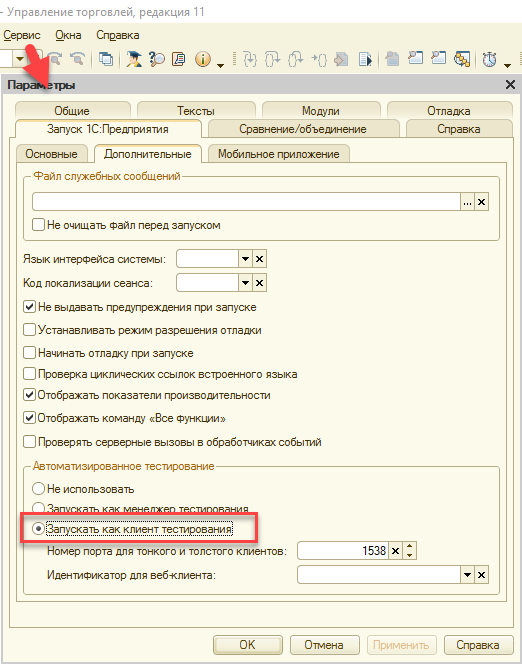 - Управление торговлей, редакция 11
Сервис Окна Справка
Параметры
Общие Тексты Модули Отладка
Запуск 1С:Предприятия Сравнение/объединение Справка
Основные Дополнительные Мобильное приложение
Файл служебных сообщений
...
Не очищать файл перед запуском
Язык интерфейса системы:
Код локализации сеанса:
Не выдавать предупреждения при запуске
Устанавливать режим разрешения отладки
Начинать отладку при запуске
Проверка циклических ссылок встроенного языка
Отображать показатели производительности
Отображать команду «Все функции»
Проверять серверные вызовы в обработчиках событий
Автоматизированное тестирование
Не использовать
Запускать как менеджер тестирования
Запускать как клиент тестирования
Номер порта для тонкого и толстого клиентов: 1538
Идентификатор для веб-клиента:
OK Отмена Применить Справка